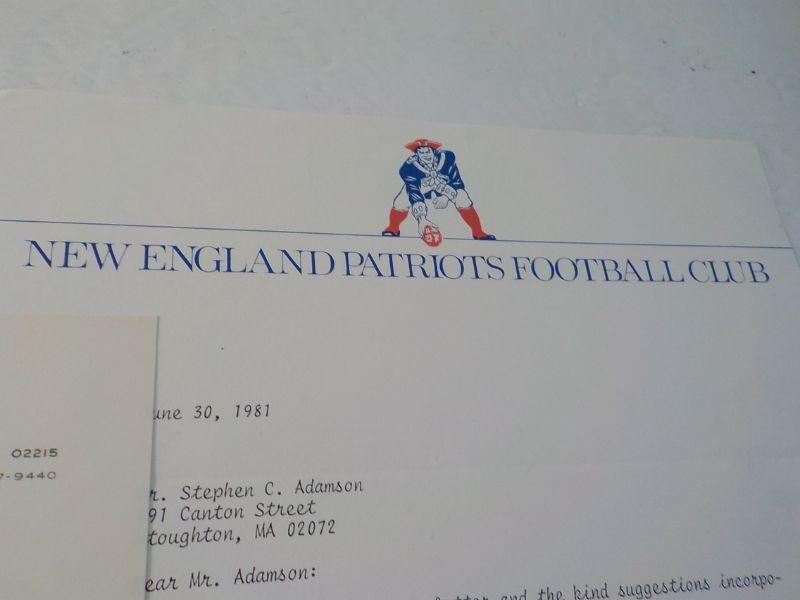 NEW ENGLAND PATRIOTS FOOTBALL CLUB
une 30, 1981
02215
7-9440
r. Stephen C. Adamson
91 Canton Street
toughton, MA 02072
ear Mr. Adamson:
and the kind suggestions incorpo-